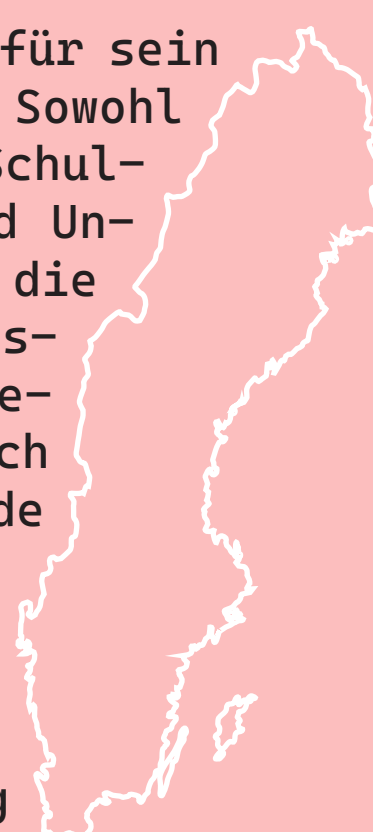 für sein
Sowohl
Schul-
d Un-
die
s-
e-
ch
de
g